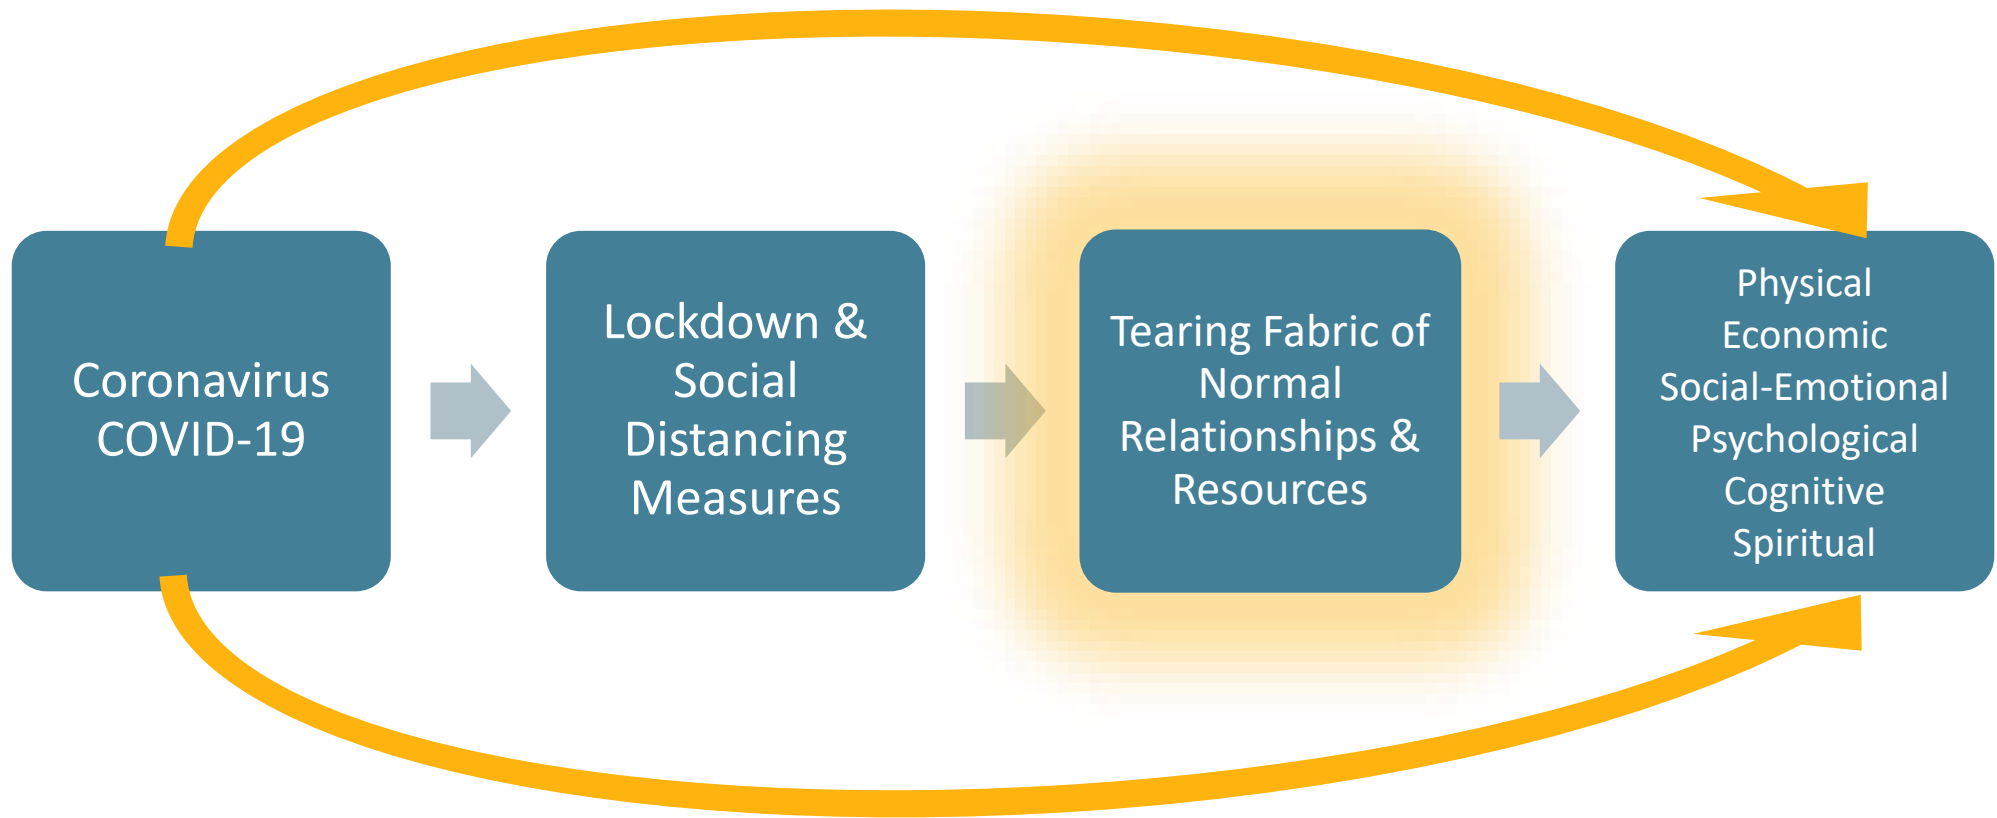 Coronavirus
COVID-19
Lockdown &
Social
Distancing
Measures
Tearing Fabric of
Normal
Relationships &
Resources
Physical
Economic
Social-Emotional
Psychological
Cognitive
Spiritual